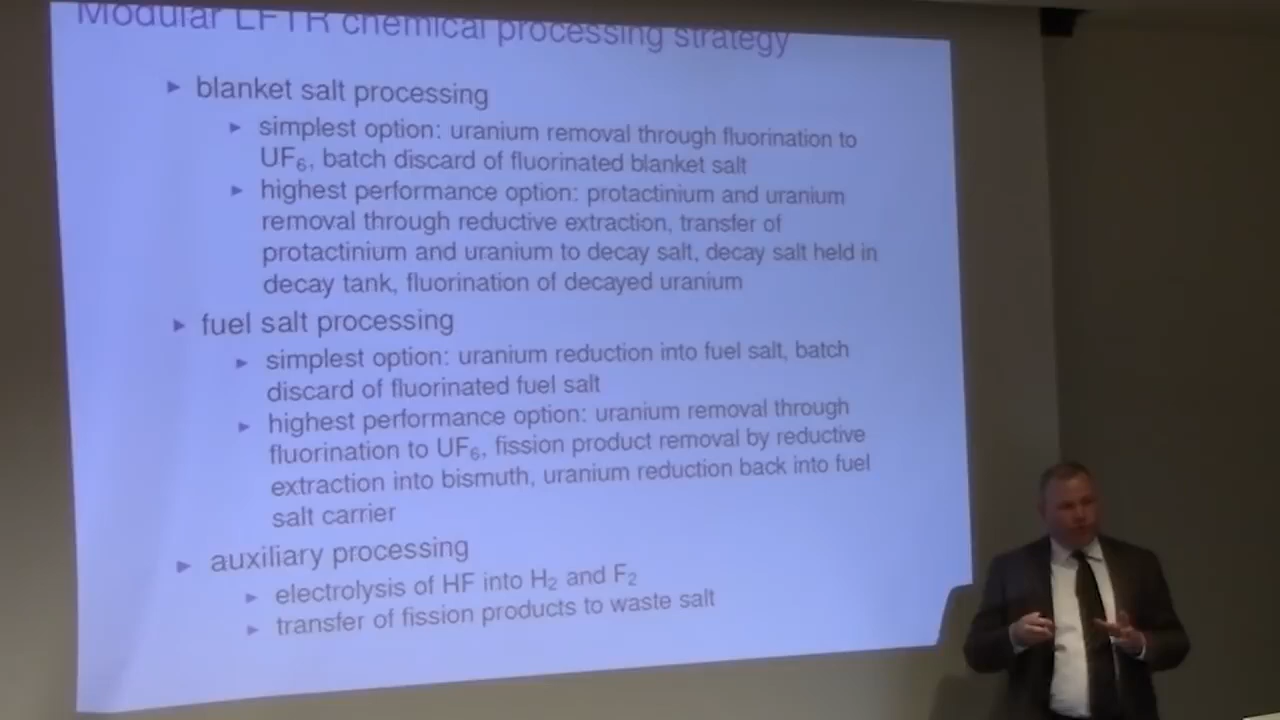 Modular LFTR chemical processing strategy
► blanket salt processing
► simplest option: uranium removal through fluorination to
UF₆, batch discard of fluorinated blanket salt
► highest performance option: protactinium and uranium
removal through reductive extraction, transfer of
protactinium and uranium to decay salt, decay salt held in
decay tank, fluorination of decayed uranium
► fuel salt processing
► simplest option: uranium reduction into fuel salt, batch
discard of fluorinated fuel salt
► highest performance option: uranium removal through
fluorination to UF₆, fission product removal by reductive
extraction into bismuth, uranium reduction back into fuel
salt carrier
► auxiliary processing
► electrolysis of HF into H₂ and F₂
► transfer of fission products to waste salt